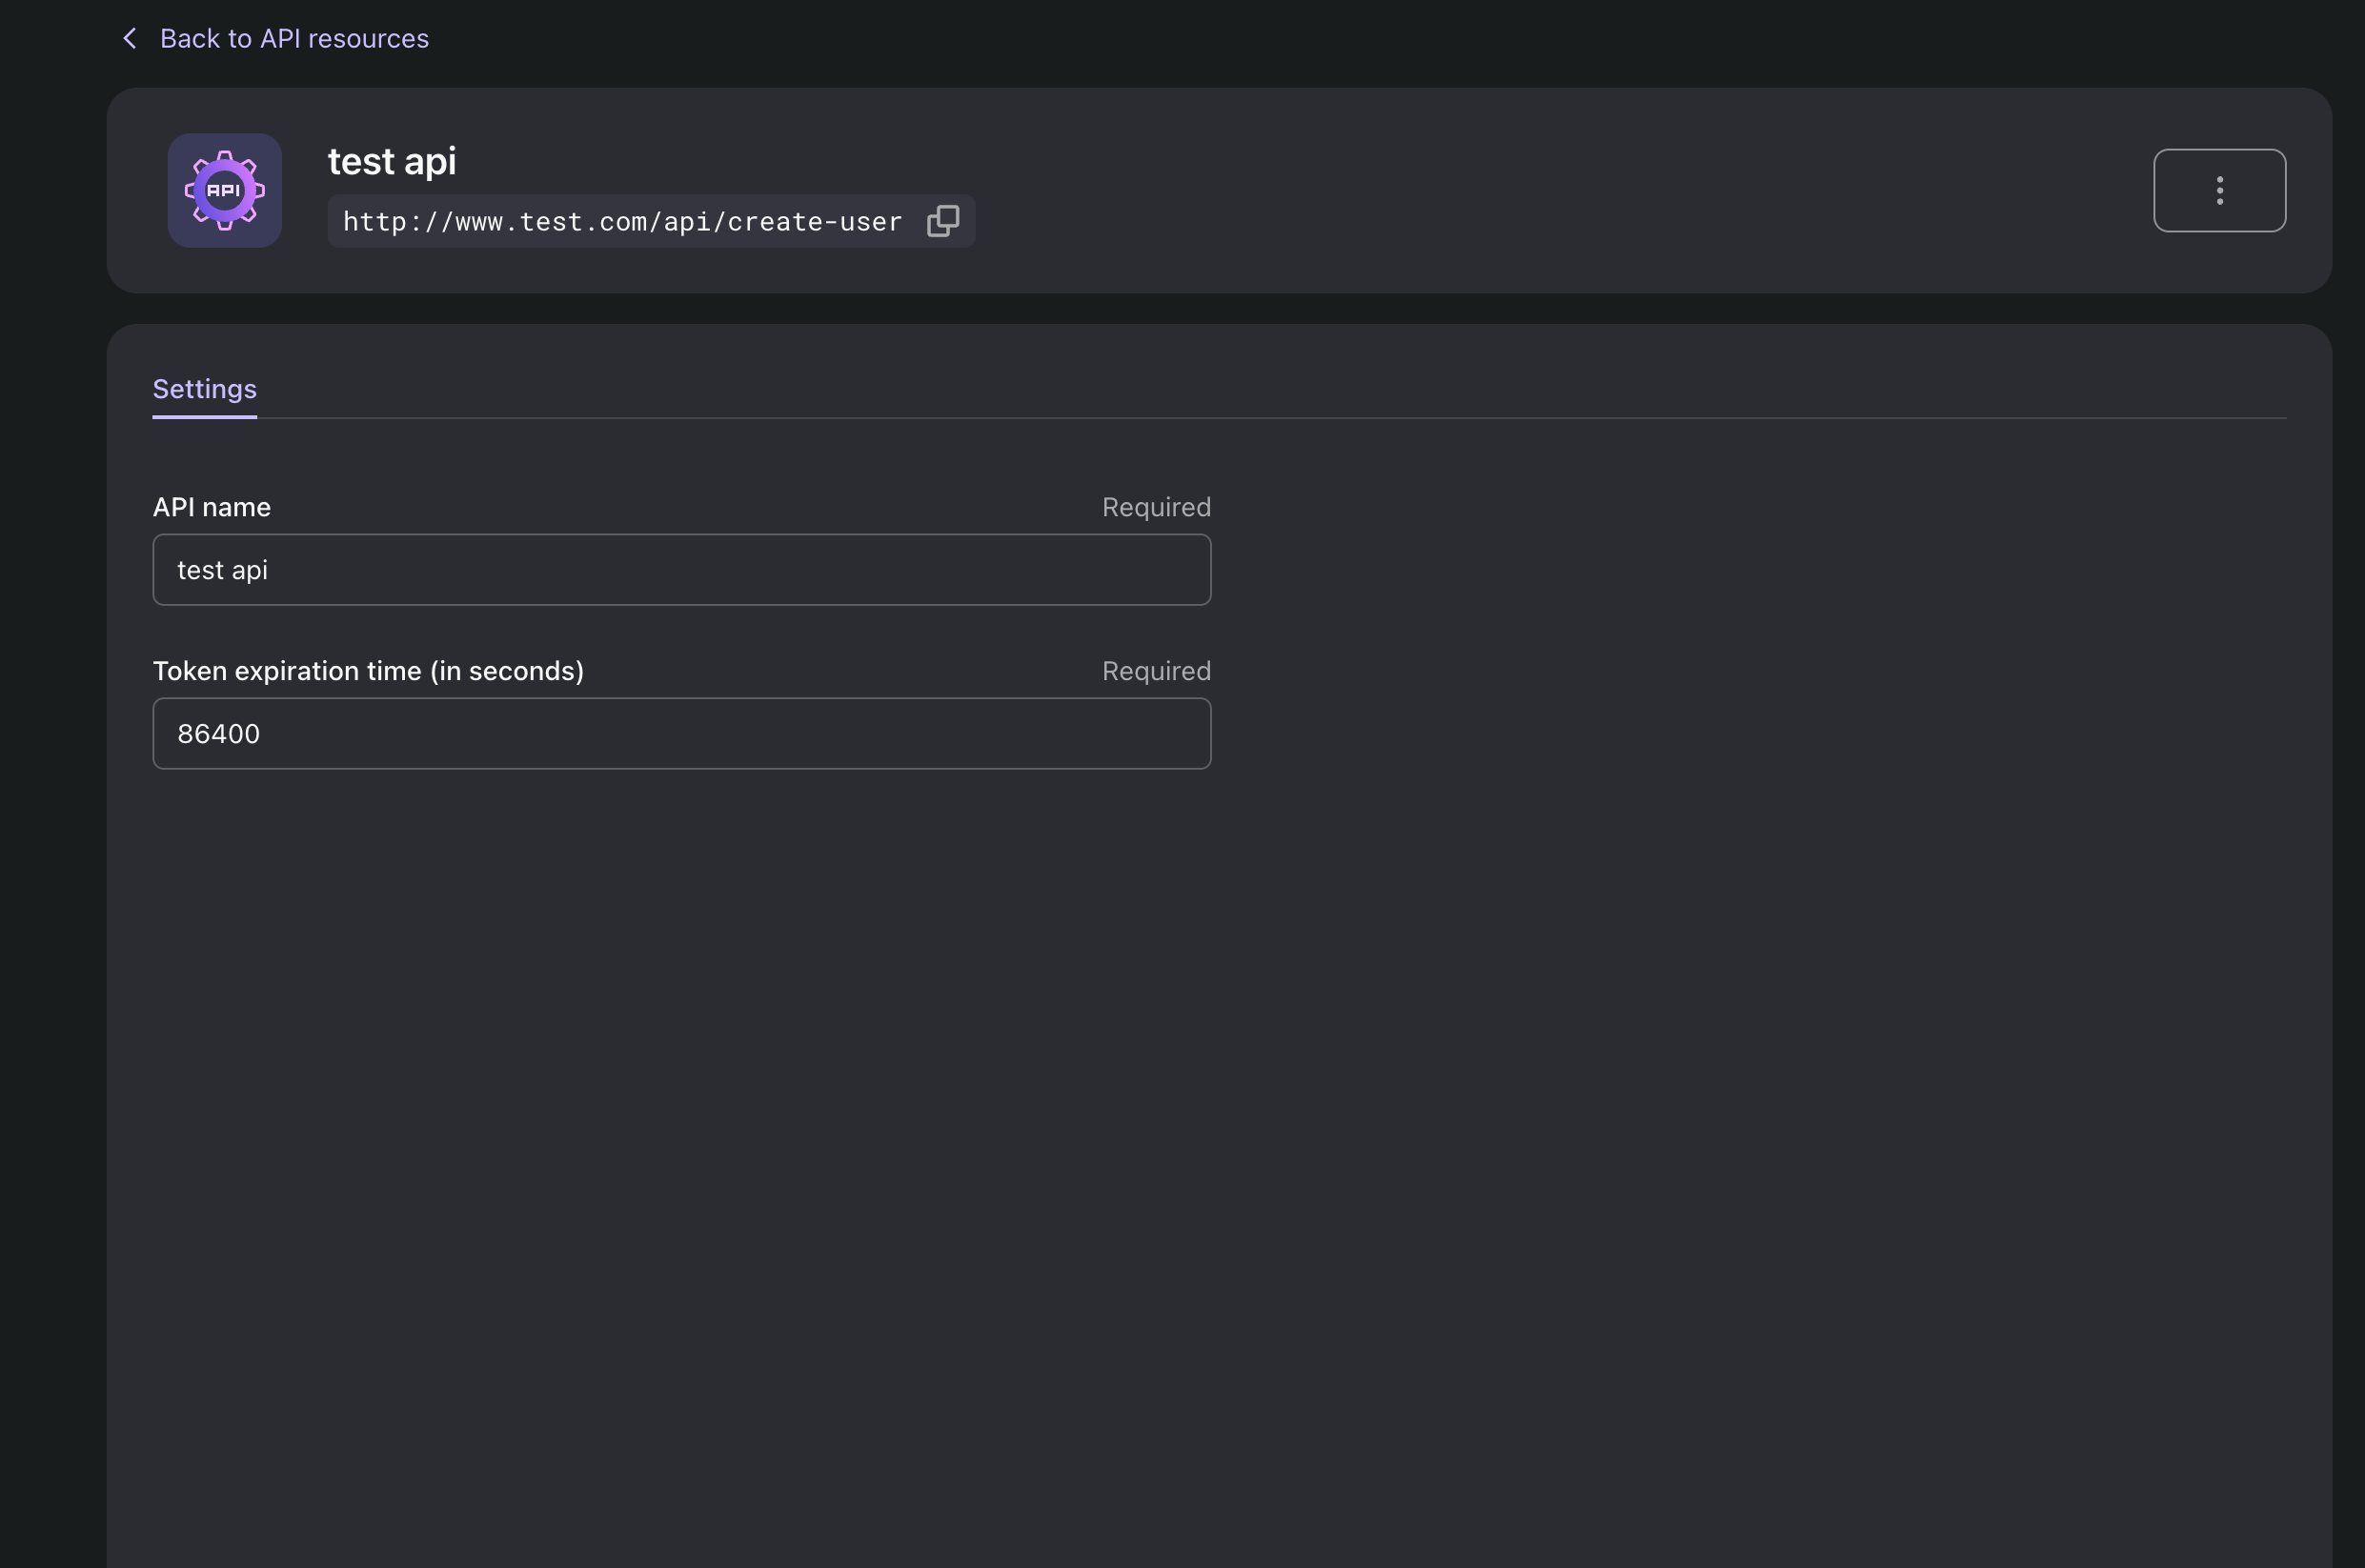 Back to API resources
API
test api
http://www.test.com/api/create-user
Settings
API name Required
test api
Token expiration time (in seconds) Required
86400